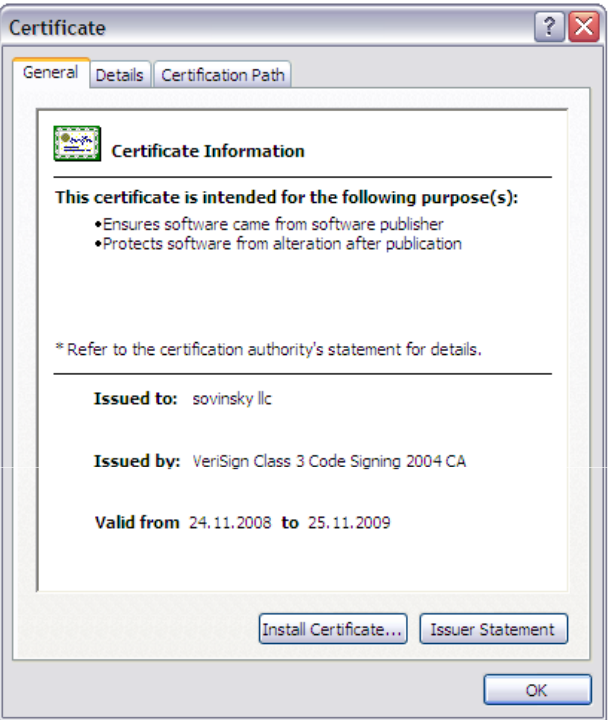 Certificate
General Details Certification Path
Certificate Information
This certificate is intended for the following purpose(s):
•Ensures software came from software publisher
•Protects software from alteration after publication
* Refer to the certification authority's statement for details.
Issued to: sovinsky llc
Issued by: VeriSign Class 3 Code Signing 2004 CA
Valid from 24.11.2008 to 25.11.2009
Install Certificate... Issuer Statement
OK